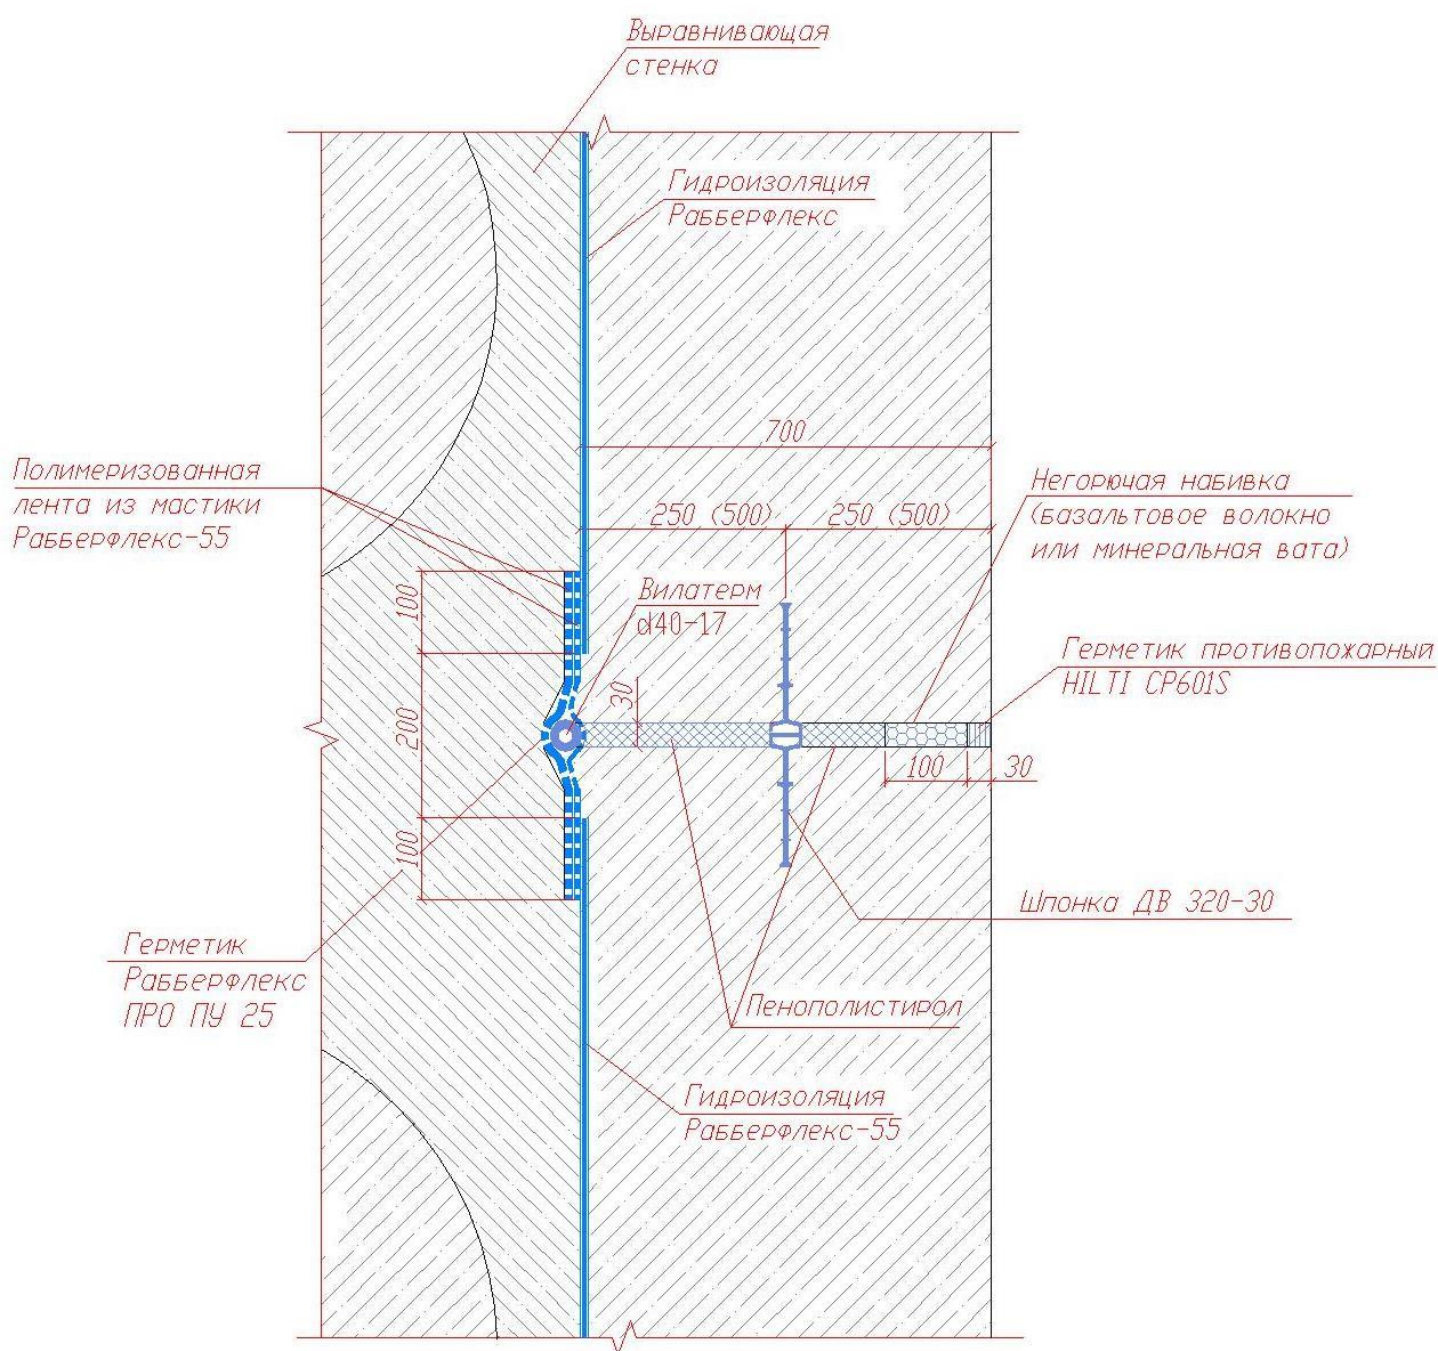 Выравнивающая
стенка
Гидроизоляция
Рабберфлекс
700
Полимеризованная
лента из мастики
Рабберфлекс-55
250 (500)
250 (500)
Негорючая набивка
(базальтовое волокно
или минеральная вата)
100
Вилатерм
d40-17
Герметик противопожарный
HILTI CP601S
30
200
100
30
100
Шпонка ДВ 320-30
Герметик
Рабберфлекс
ПРО ПУ 25
Пенополистирол
Гидроизоляция
Рабберфлекс-55